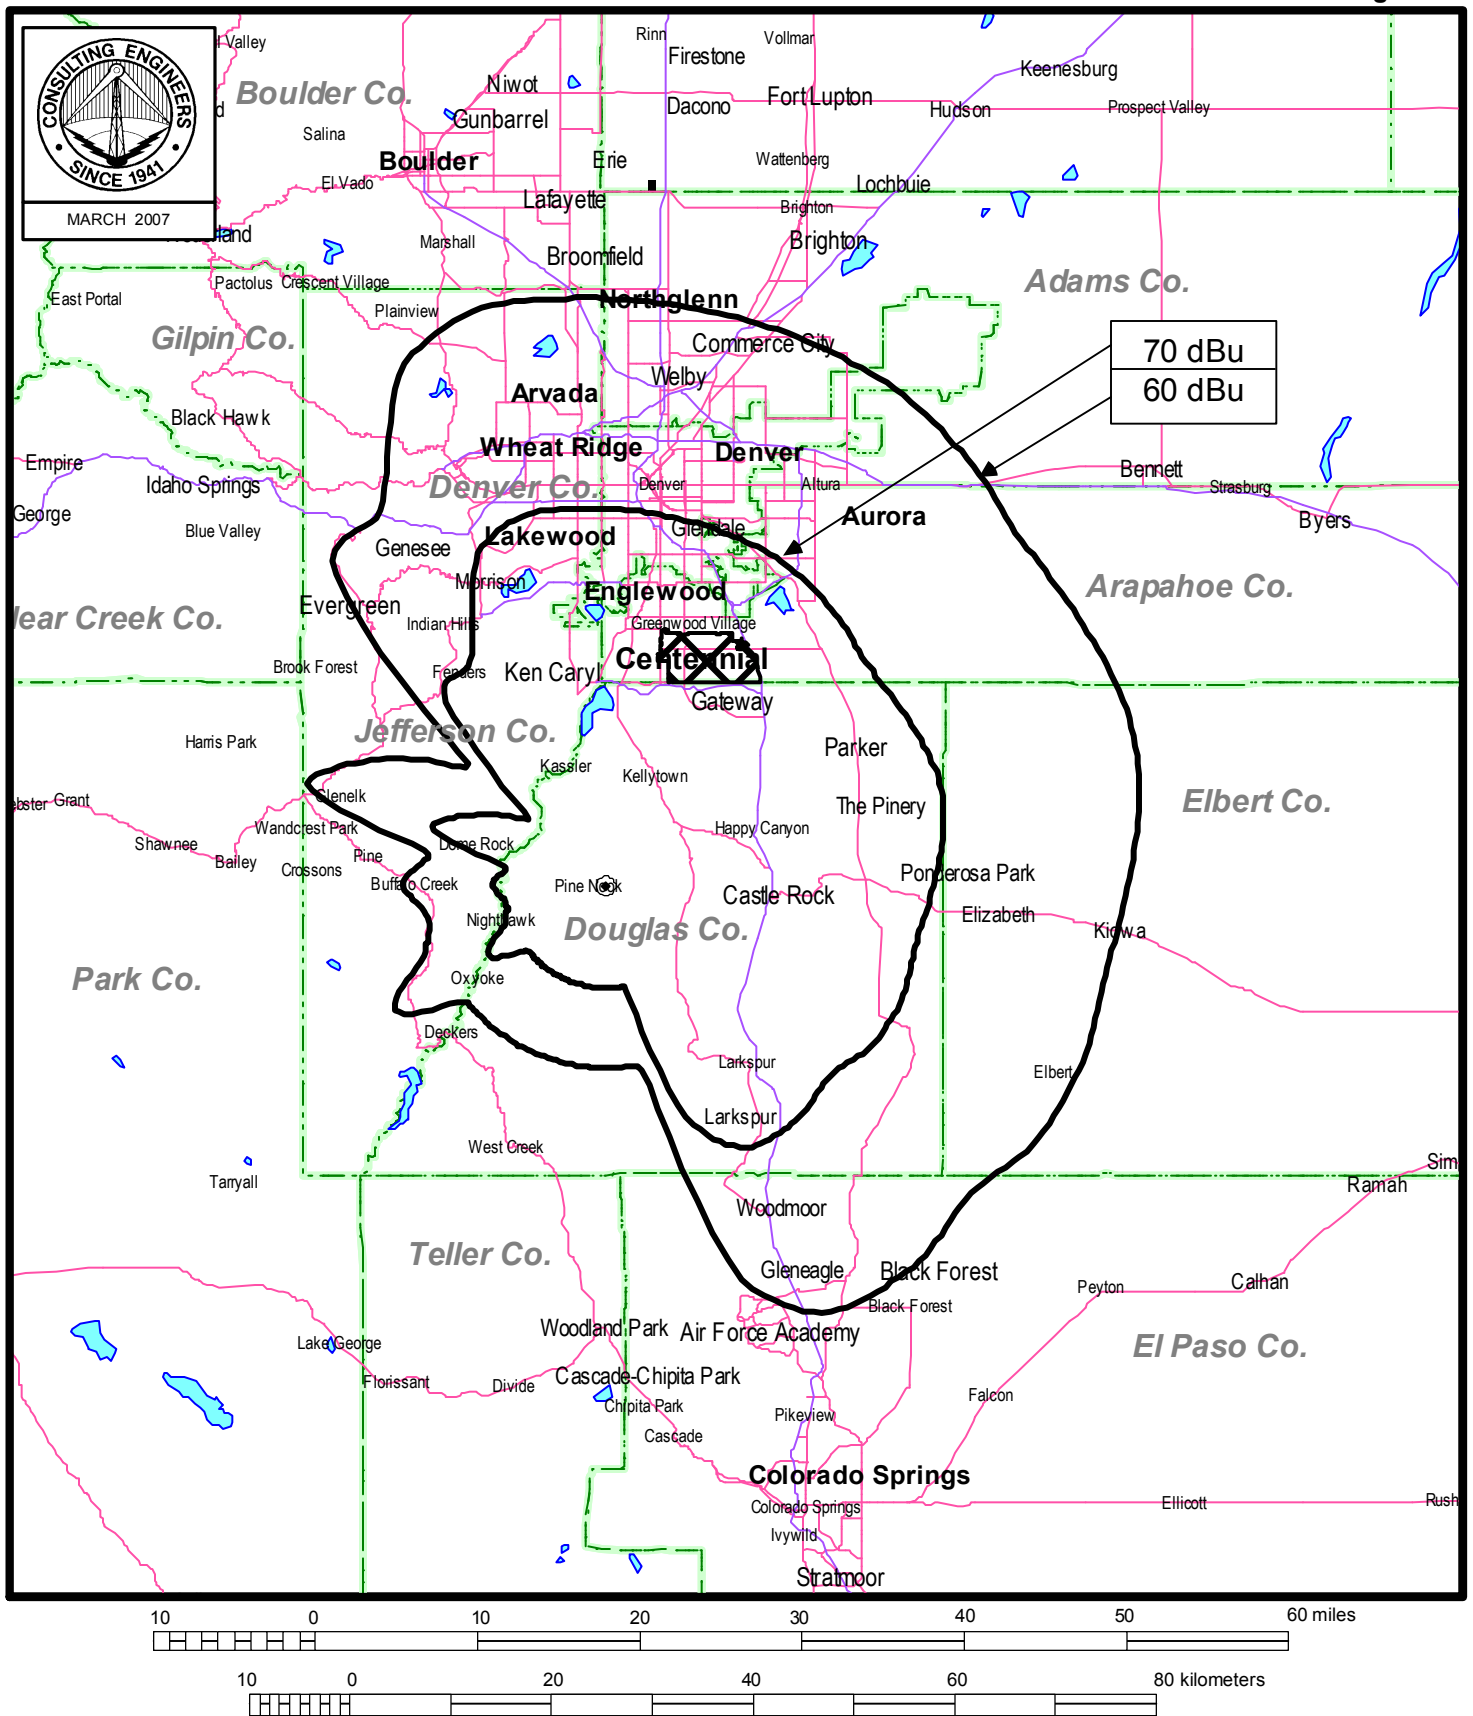 CONSULTING ENGINEERS
SINCE 1941
MARCH 2007
Valley
Rinn
Vollmar
Firestone
Keenesburg
Boulder Co.
Niwot
Dacono
Fort Lupton
Hudson
Prospect Valley
Salina
Gunbarrel
Boulder
Erie
Wattenberg
El Vado
Lochbuie
Lafayette
Brighton
Marshall
Brighton
Broomfield
Pactolus
Crescent Village
Adams Co.
East Portal
Plainview
Northglenn
Gilpin Co.
Commerce City
70 dBu
60 dBu
Welby
Arvada
Black Hawk
Wheat Ridge
Denver
Empire
Bennett
Idaho Springs
Denver Co.
Denver
Altura
Strasburg
George
Aurora
Byers
Blue Valley
Lakewood
Glendale
Genesee
Morrison
Arapahoe Co.
Englewood
Evergreen
lear Creek Co.
Indian Hills
Greenwood Village
Centennial
Brook Forest
Fenders
Ken Caryl
Gateway
Jefferson Co.
Harris Park
Parker
Kassler
Kellytown
Glenelk
ebster
Grant
The Pinery
Elbert Co.
Wandcrest Park
Happy Canyon
Shawnee
Dome Rock
Bailey
Pine
Crossons
Ponderosa Park
Buffalo Creek
Pine Nook
Castle Rock
Elizabeth
Nighthawk
Douglas Co.
Kiowa
Park Co.
Oxyoke
Deckers
Larkspur
Elbert
Larkspur
West Creek
Sim
Tarryall
Ramah
Woodmoor
Teller Co.
Gleneagle
Black Forest
Calhan
Peyton
Black Forest
Woodland Park
Air Force Academy
Lake George
El Paso Co.
Cascade-Chipita Park
Florissant
Divide
Falcon
Chipita Park
Pikeview
Cascade
Colorado Springs
Colorado Springs
Ellicott
Rush
Ivywild
Stratmoor
10 0 10 20 30 40 50 60 miles
10 0 20 40 60 80 kilometers